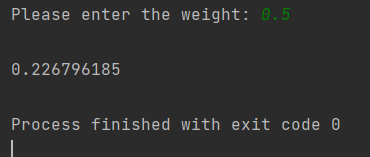 Please enter the weight: 0.5
0.226796185
Process finished with exit code 0